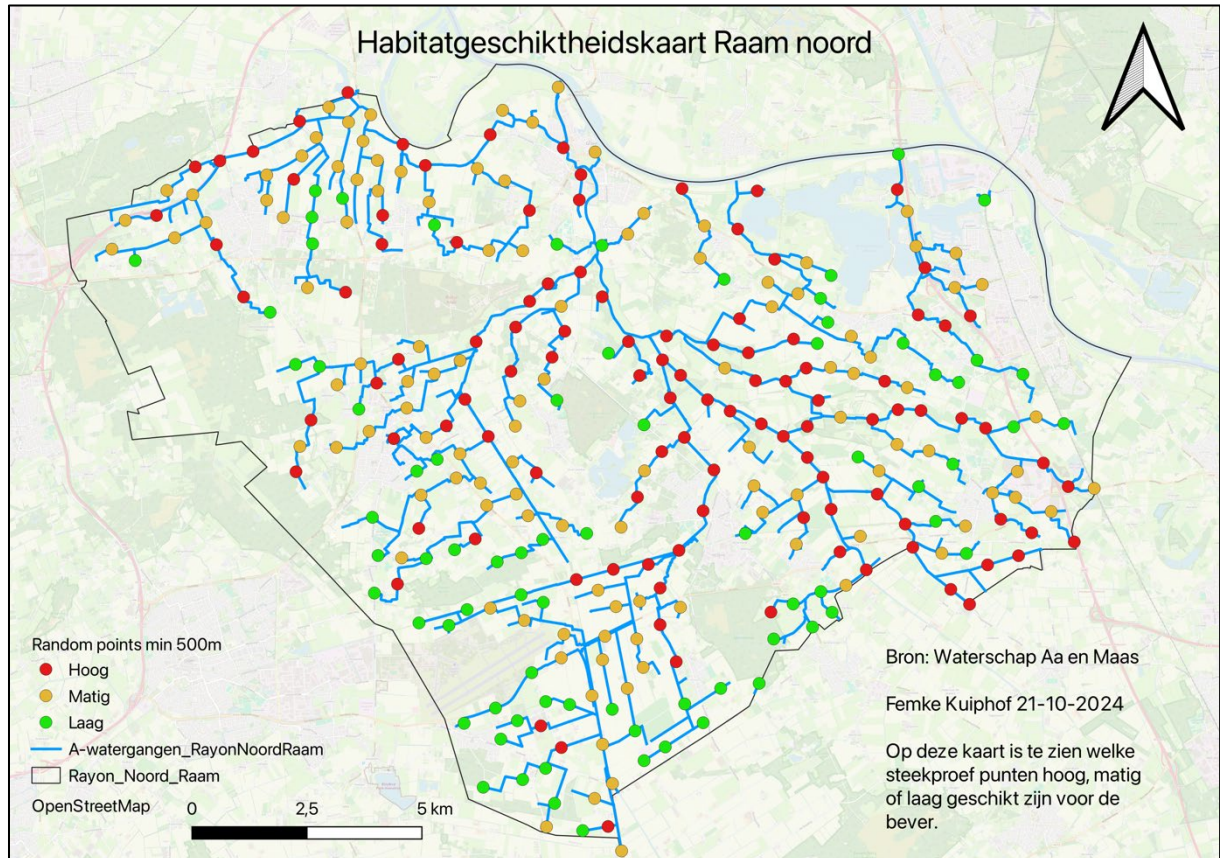 Habitatgeschiktheidskaart Raam noord
Random points min 500m
Hoog
Matig
Laag
A-watergangen_RayonNoordRaam
Rayon_Noord_Raam
OpenStreetMap
0 2,5 5 km
Bron: Waterschap Aa en Maas
Femke Kuiphof 21-10-2024
Op deze kaart is te zien welke
steekproef punten hoog, matig
of laag geschikt zijn voor de
bever.